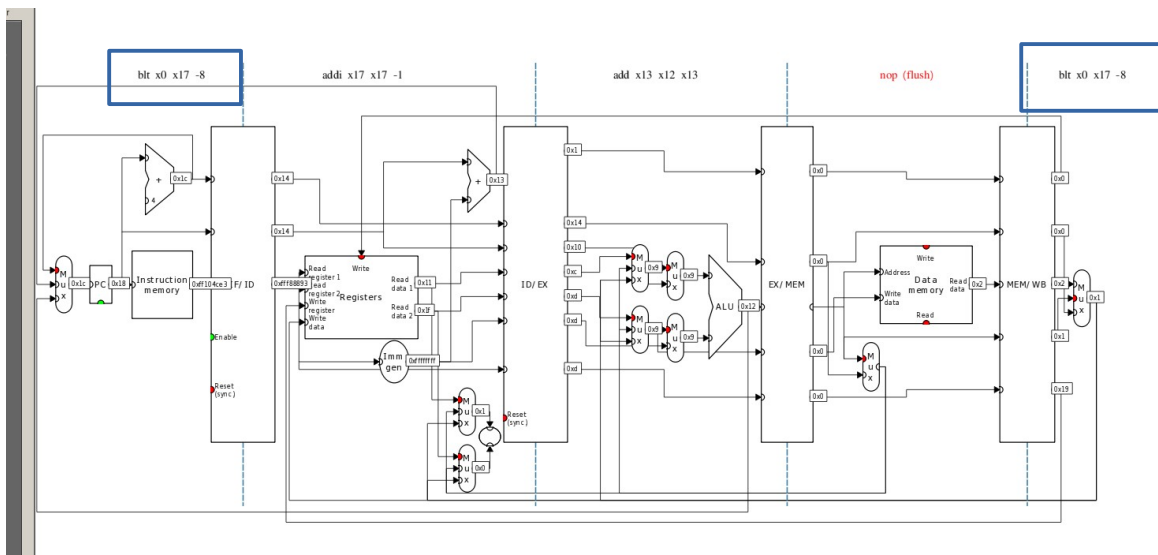 r
blt x0 x17 -8
addi x17 x17 -1
add x13 x12 x13
nop (flush)
blt x0 x17 -8
0x1c
+
4
M
u
x
0x1c
PC
0x18
Instruction
memory
0xff104ce3
F/ ID
Enable
Reset
(sync)
0x14
0x14
0xfff88893
Write
Read
register 1
Read
register 2
Write
register
Write
data
Registers
Read
data 1
Read
data 2
0x11
0x1f
Imm
gen
0xffffffff
M
u
x
0x1
M
u
x
0x0
+
0x13
ID/ EX
Reset
(sync)
0x1
0x14
0x10
0xc
0xd
0xd
0xd
M
u
x
0x9
M
u
x
0x9
M
u
x
0x9
M
u
x
0x9
ALU
0x12
EX/ MEM
0x0
0x0
0x0
0x0
Write
Address
Write
data
Data
memory
Read
data
Read
0x2
M
u
x
MEM/ WB
0x0
0x0
0x2
0x1
0x19
M
u
x
0x1